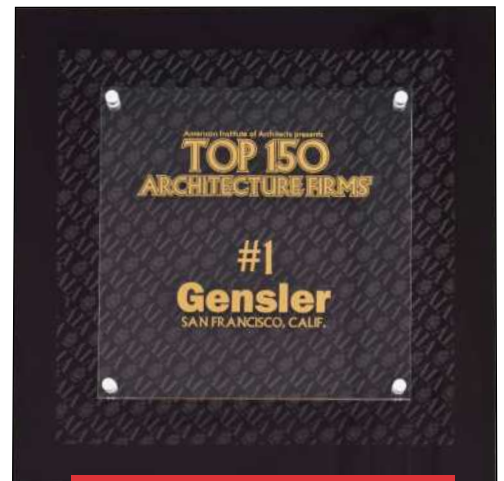 American Institute of Architects presents
TOP 150
ARCHITECTURE FIRMS
#1
Gensler
SAN FRANCISCO, CALIF.